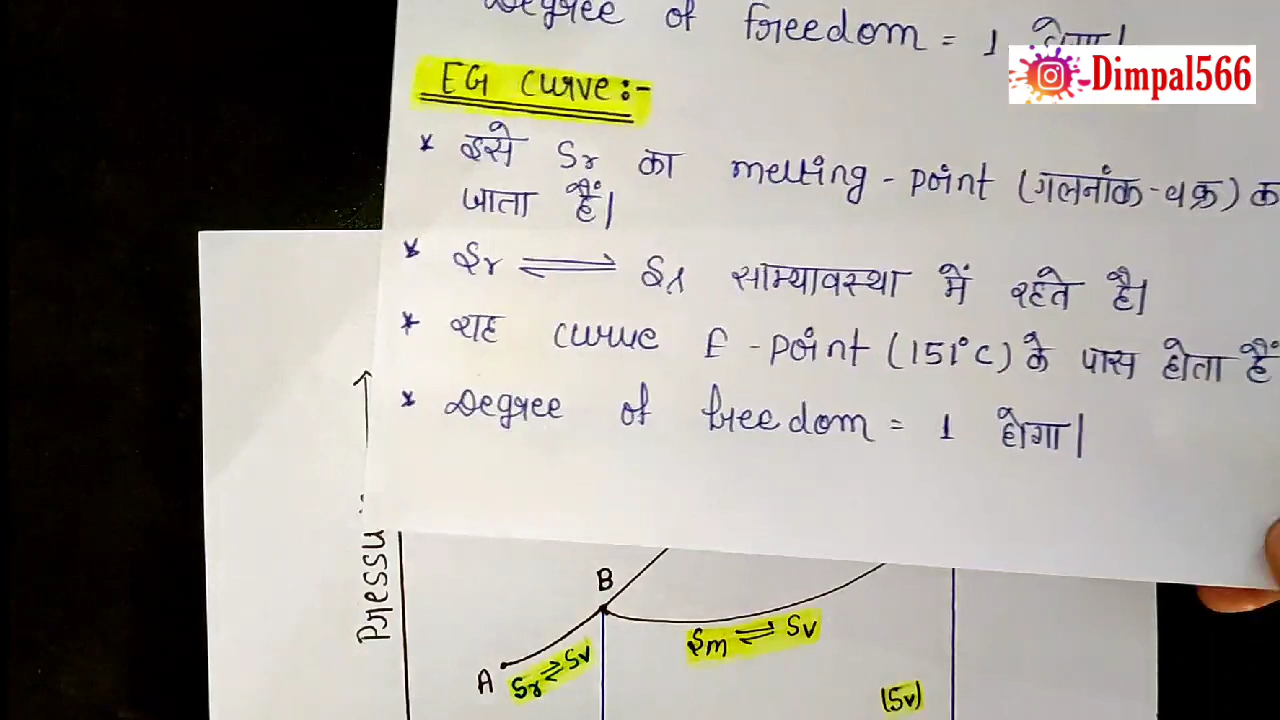 Degree of freedom = 1 होगा।
-Dimpal566
EG Curve:-
* इसे Sr का melting-point (गलनांक-वक्र) क
जाता हैं।
* Sr ⇌ Sl साम्यावस्था में रहते है।
* यह curve E-point (151°C) के पास होता हैं
* Degree of freedom = 1 होगा।
Pressu
B
A
Sr ⇌ Sv
Sm ⇌ Sv
(Sv)